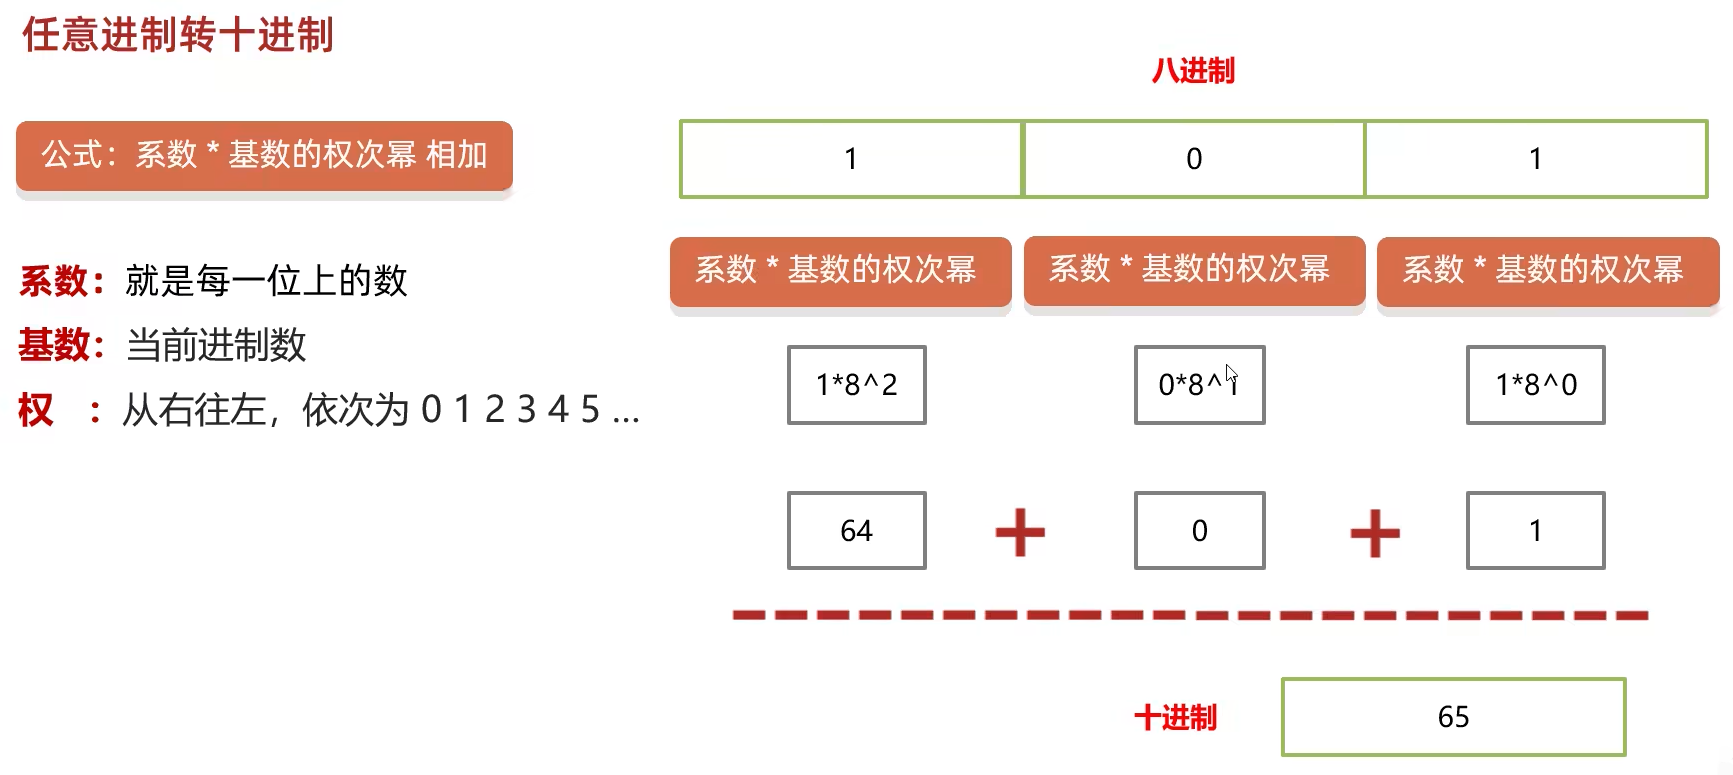 任意进制转十进制
公式：系数 * 基数的权次幂 相加
系数：就是每一位上的数
基数：当前进制数
权 ：从右往左，依次为 0 1 2 3 4 5 ...
八进制
1 0 1
系数 * 基数的权次幂 系数 * 基数的权次幂 系数 * 基数的权次幂
1*8^2 0*8^1 1*8^0
64 + 0 + 1
十进制 65